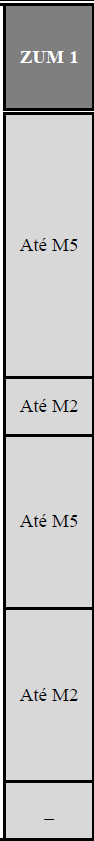 ZUM 1
Até M5
Até M2
Até M5
Até M2
–